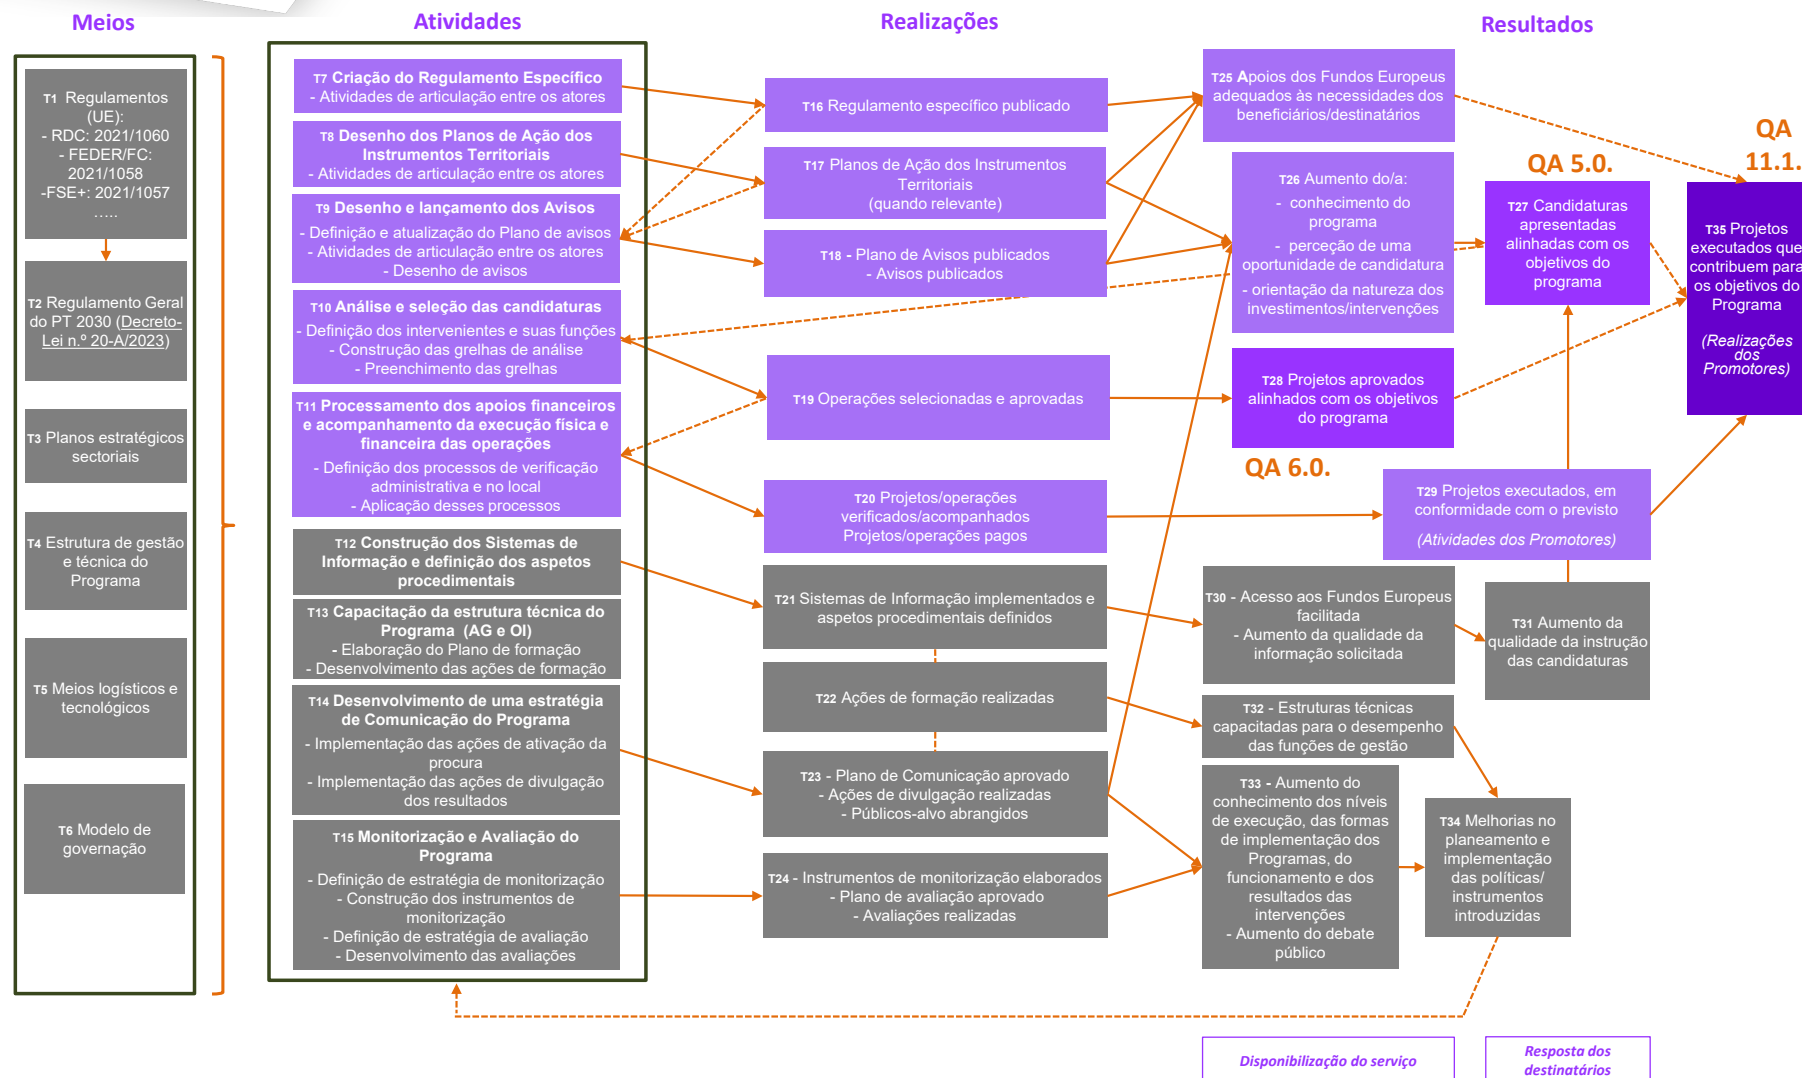 Meios
Atividades
Realizações
Resultados
T1 Regulamentos
(UE):
- RDC: 2021/1060
- FEDER/FC:
2021/1058
-FSE+: 2021/1057
…..
T2 Regulamento Geral
do PT 2030 (Decreto-
Lei n.º 20-A/2023)
T3 Planos estratégicos
sectoriais
T4 Estrutura de gestão
e técnica do
Programa
T5 Meios logísticos e
tecnológicos
T6 Modelo de
governação
T7 Criação do Regulamento Específico
- Atividades de articulação entre os atores
T8 Desenho dos Planos de Ação dos
Instrumentos Territoriais
- Atividades de articulação entre os atores
T9 Desenho e lançamento dos Avisos
- Definição e atualização do Plano de avisos
- Atividades de articulação entre os atores
- Desenho de avisos
T10 Análise e seleção das candidaturas
- Definição dos intervenientes e suas funções
- Construção das grelhas de análise
- Preenchimento das grelhas
T11 Processamento dos apoios financeiros
e acompanhamento da execução física e
financeira das operações
- Definição dos processos de verificação
administrativa e no local
- Aplicação desses processos
T12 Construção dos Sistemas de
Informação e definição dos aspetos
procedimentais
T13 Capacitação da estrutura técnica do
Programa (AG e OI)
- Elaboração do Plano de formação
- Desenvolvimento das ações de formação
T14 Desenvolvimento de uma estratégia
de Comunicação do Programa
- Implementação das ações de ativação da
procura
- Implementação das ações de divulgação
dos resultados
T15 Monitorização e Avaliação do
Programa
- Definição de estratégia de monitorização
- Construção dos instrumentos de
monitorização
- Definição de estratégia de avaliação
- Desenvolvimento das avaliações
T16 Regulamento específico publicado
T17 Planos de Ação dos Instrumentos
Territoriais
(quando relevante)
T18 - Plano de Avisos publicados
- Avisos publicados
T19 Operações selecionadas e aprovadas
T20 Projetos/operações
verificados/acompanhados
Projetos/operações pagos
T21 Sistemas de Informação implementados e
aspetos procedimentais definidos
T22 Ações de formação realizadas
T23 - Plano de Comunicação aprovado
- Ações de divulgação realizadas
- Públicos-alvo abrangidos
T24 - Instrumentos de monitorização elaborados
- Plano de avaliação aprovado
- Avaliações realizadas
T25 Apoios dos Fundos Europeus
adequados às necessidades dos
beneficiários/destinatários
T26 Aumento do/a:
- conhecimento do
programa
- perceção de uma
oportunidade de candidatura
- orientação da natureza dos
investimentos/intervenções
QA 5.0.
T27 Candidaturas
apresentadas
alinhadas com os
objetivos do
programa
T28 Projetos aprovados
alinhados com os objetivos
do programa
QA 6.0.
T29 Projetos executados, em
conformidade com o previsto
(Atividades dos Promotores)
T30 - Acesso aos Fundos Europeus
facilitada
- Aumento da qualidade da
informação solicitada
T31 Aumento da
qualidade da instrução
das candidaturas
T32 - Estruturas técnicas
capacitadas para o desempenho
das funções de gestão
T33 - Aumento do
conhecimento dos níveis
de execução, das formas
de implementação dos
Programas, do
funcionamento e dos
resultados das
intervenções
- Aumento do debate
público
T34 Melhorias no
planeamento e
implementação
das políticas/
instrumentos
introduzidas
QA
11.1.
T35 Projetos
executados que
contribuem para
os objetivos do
Programa
(Realizações
dos
Promotores)
Disponibilização do serviço
Resposta dos
destinatários